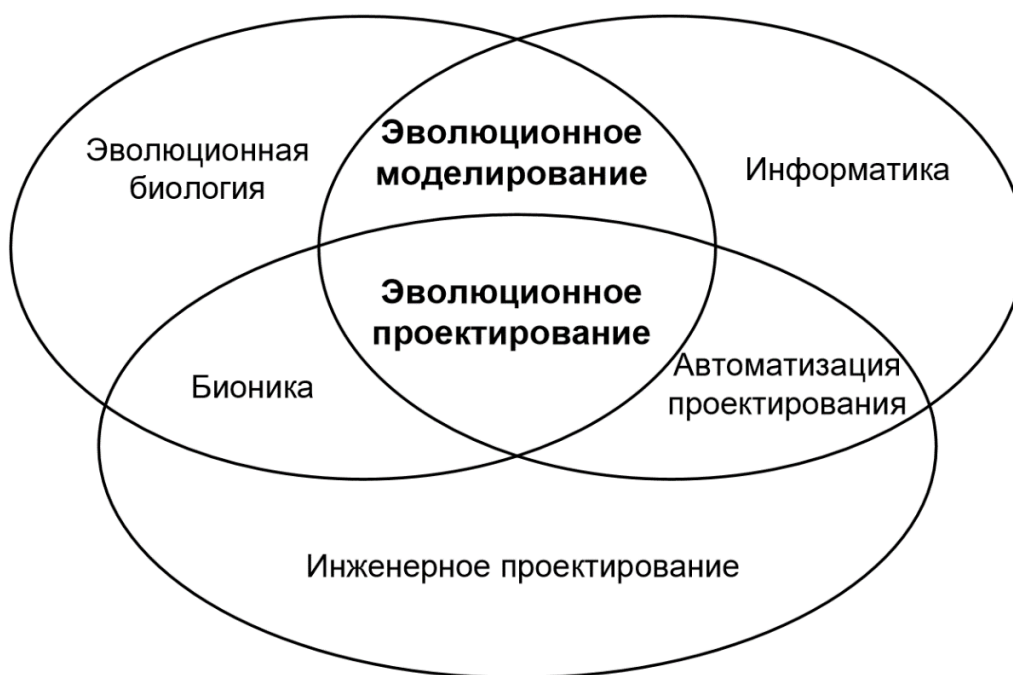 Эволюционная
биология
Эволюционное
моделирование
Информатика
Эволюционное
проектирование
Бионика
Автоматизация
проектирования
Инженерное проектирование